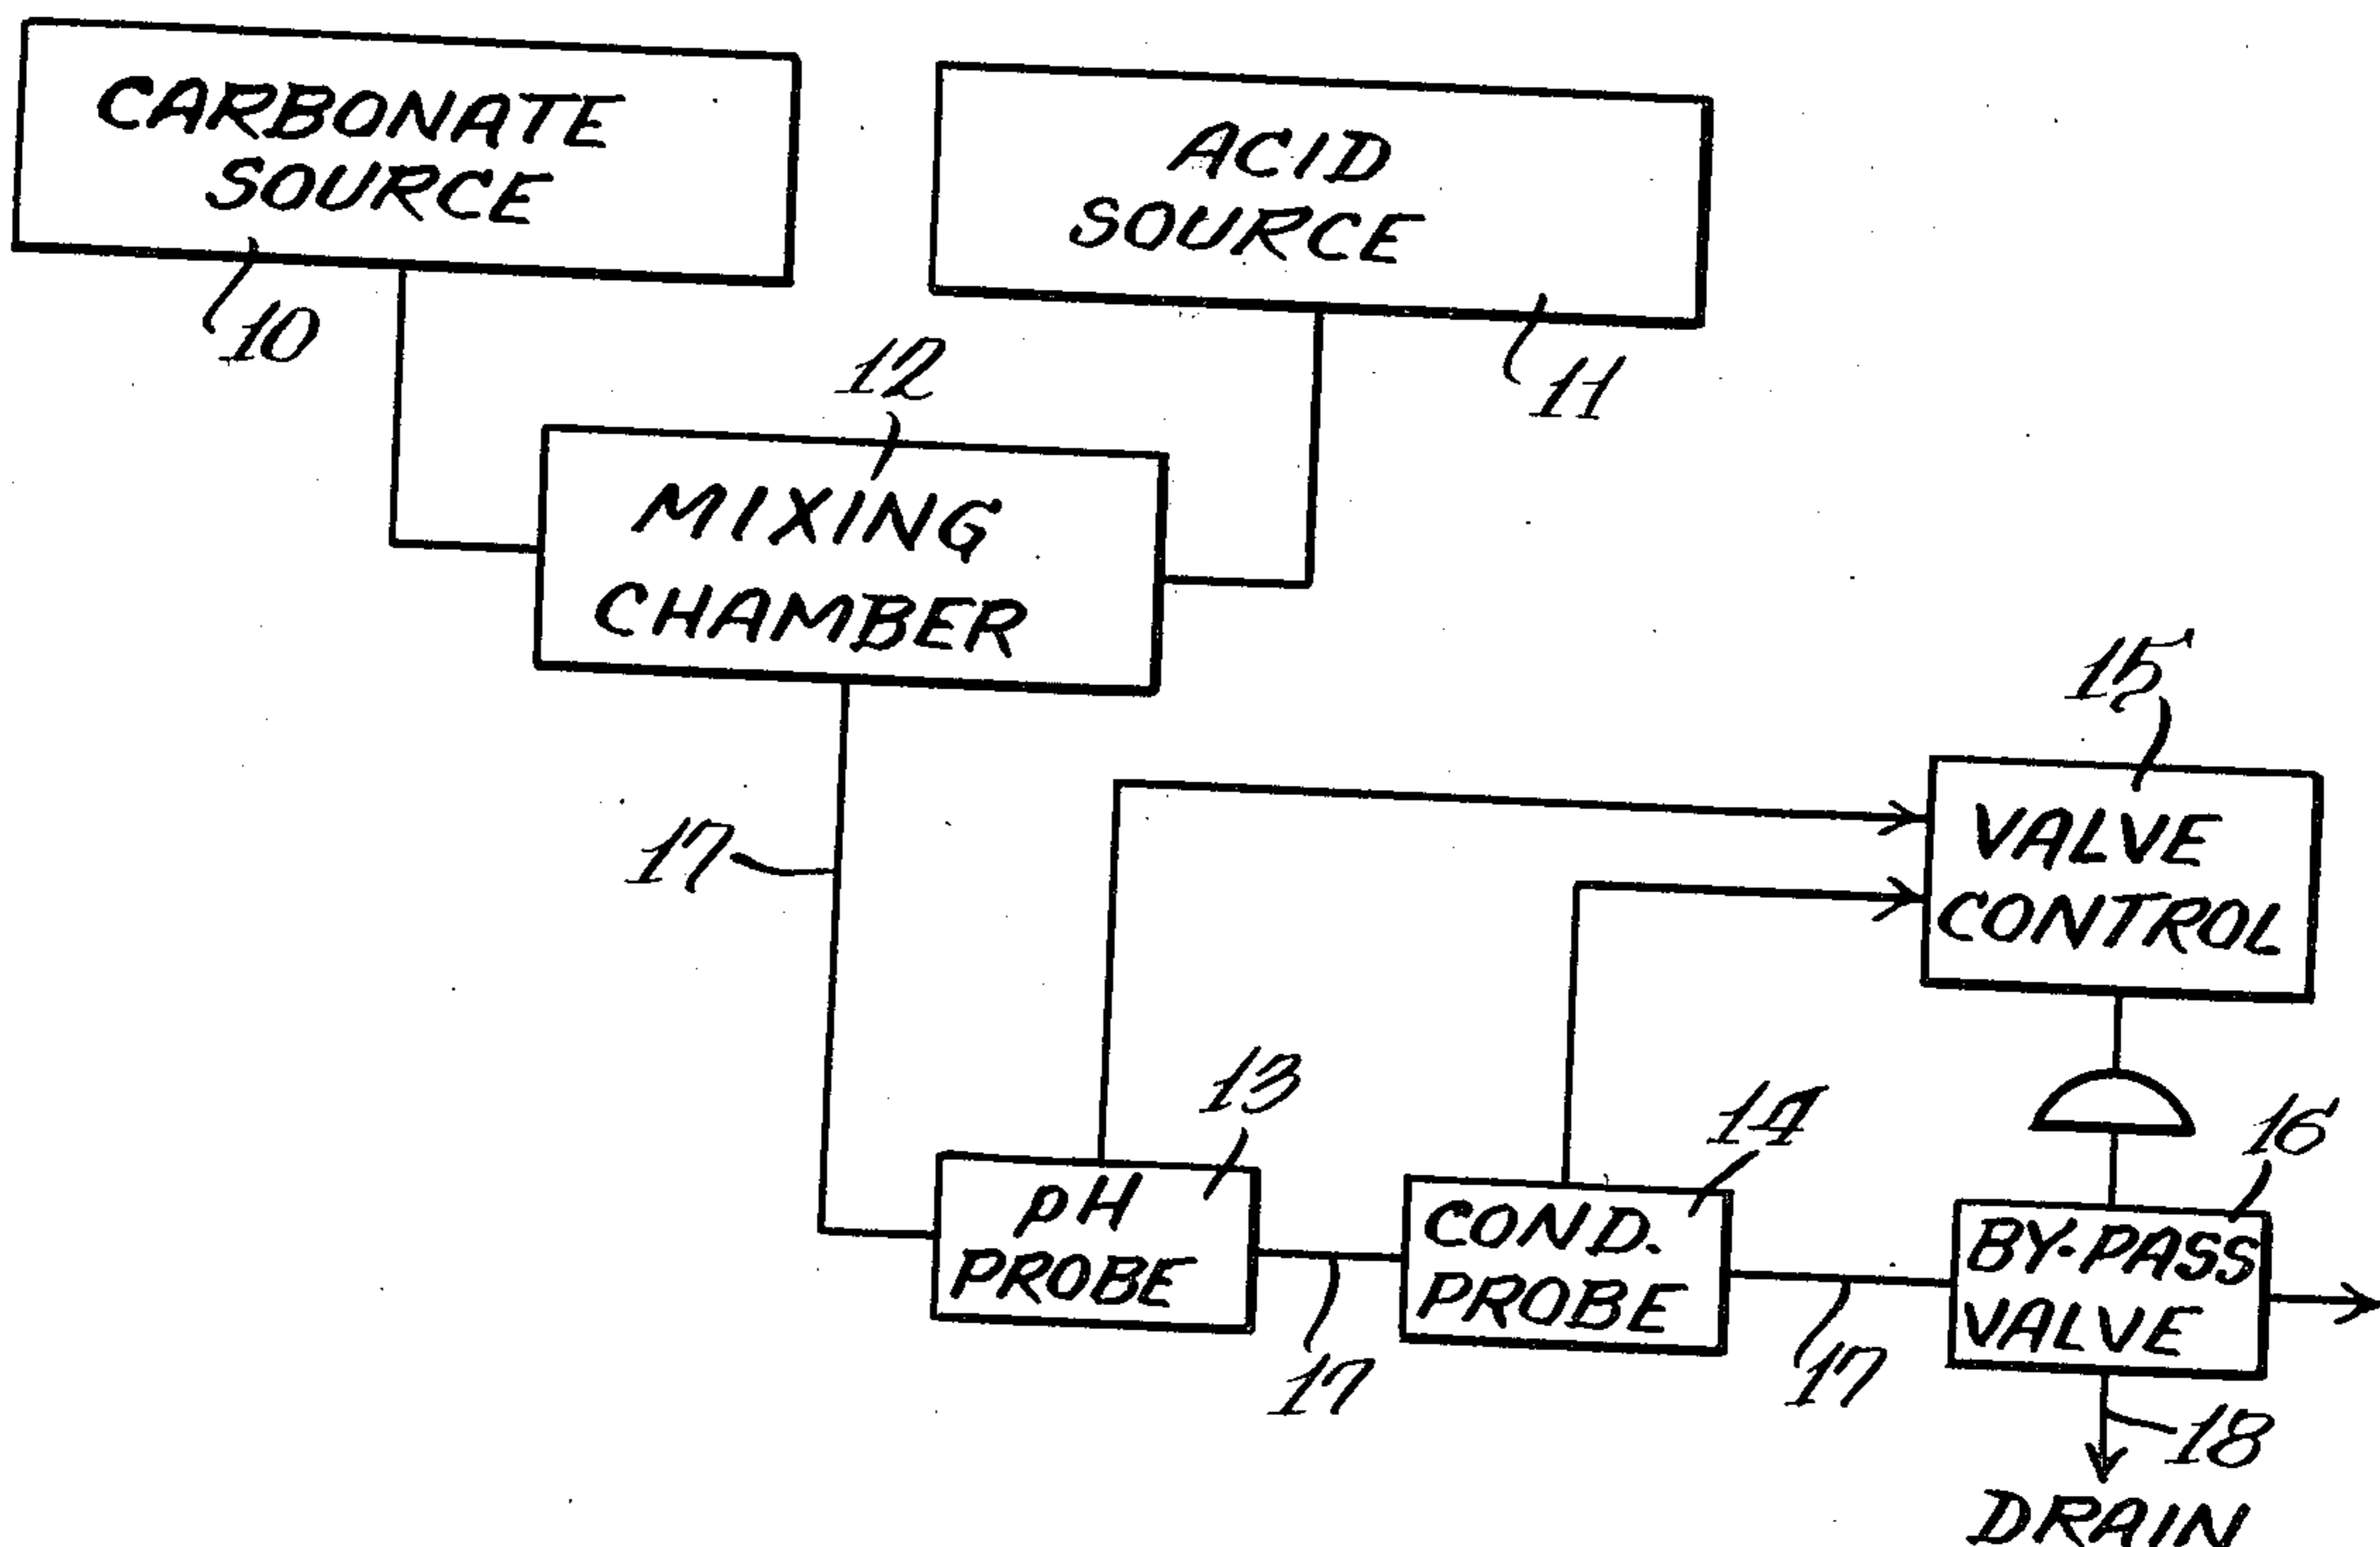 CARBONATE
SOURCE
10
ACID
SOURCE
11
12
MIXING
CHAMBER
17
15
VALVE
CONTROL
13
pH
PROBE
17
14
COND.
PROBE
17
16
BY-PASS
VALVE
18
DRAIN